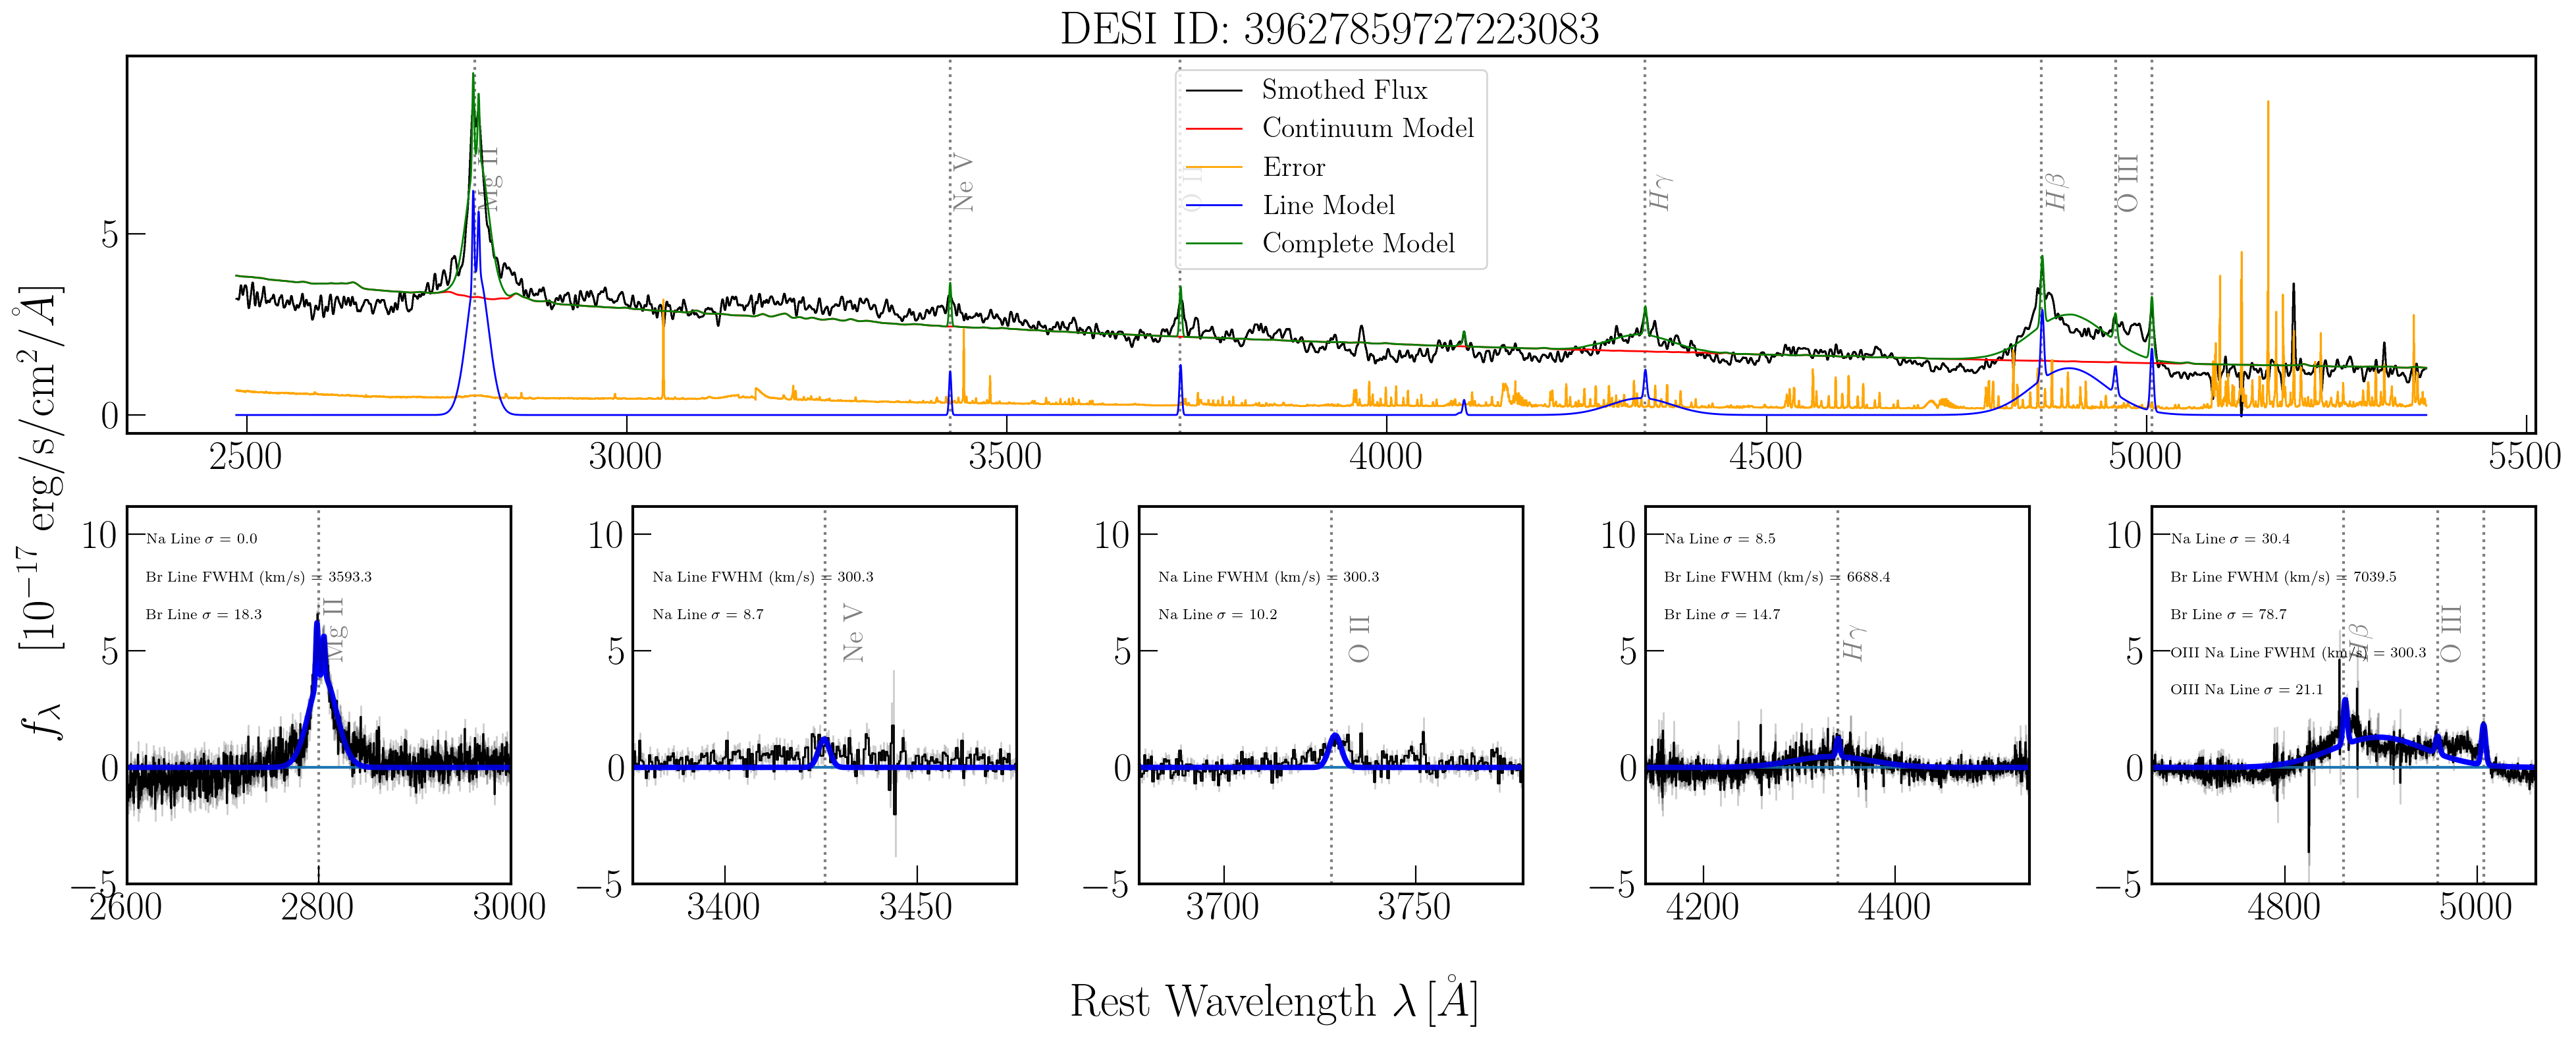 DESI ID: 39627859727223083
Smothed Flux
Continuum Model
Error
Line Model
Complete Model
Mg II
Ne V
O II
Hγ
Hβ
O III
5
0
2500 3000 3500 4000 4500 5000 5500
f_λ [10^{-17} erg/s/cm^2/Å]
10
5
0
−5
2600 2800 3000
Na Line σ = 0.0
Br Line FWHM (km/s) = 3593.3
Br Line σ = 18.3
Mg II
10
5
0
−5
3400 3450
Na Line FWHM (km/s) = 300.3
Na Line σ = 8.7
Ne V
10
5
0
−5
3700 3750
Na Line FWHM (km/s) = 300.3
Na Line σ = 10.2
O II
10
5
0
−5
4200 4400
Na Line σ = 8.5
Br Line FWHM (km/s) = 6688.4
Br Line σ = 14.7
Hγ
10
5
0
−5
4800 5000
Na Line σ = 30.4
Br Line FWHM (km/s) = 7039.5
Br Line σ = 78.7
OIII Na Line FWHM (km/s) = 300.3
OIII Na Line σ = 21.1
Hβ
O III
Rest Wavelength λ [Å]